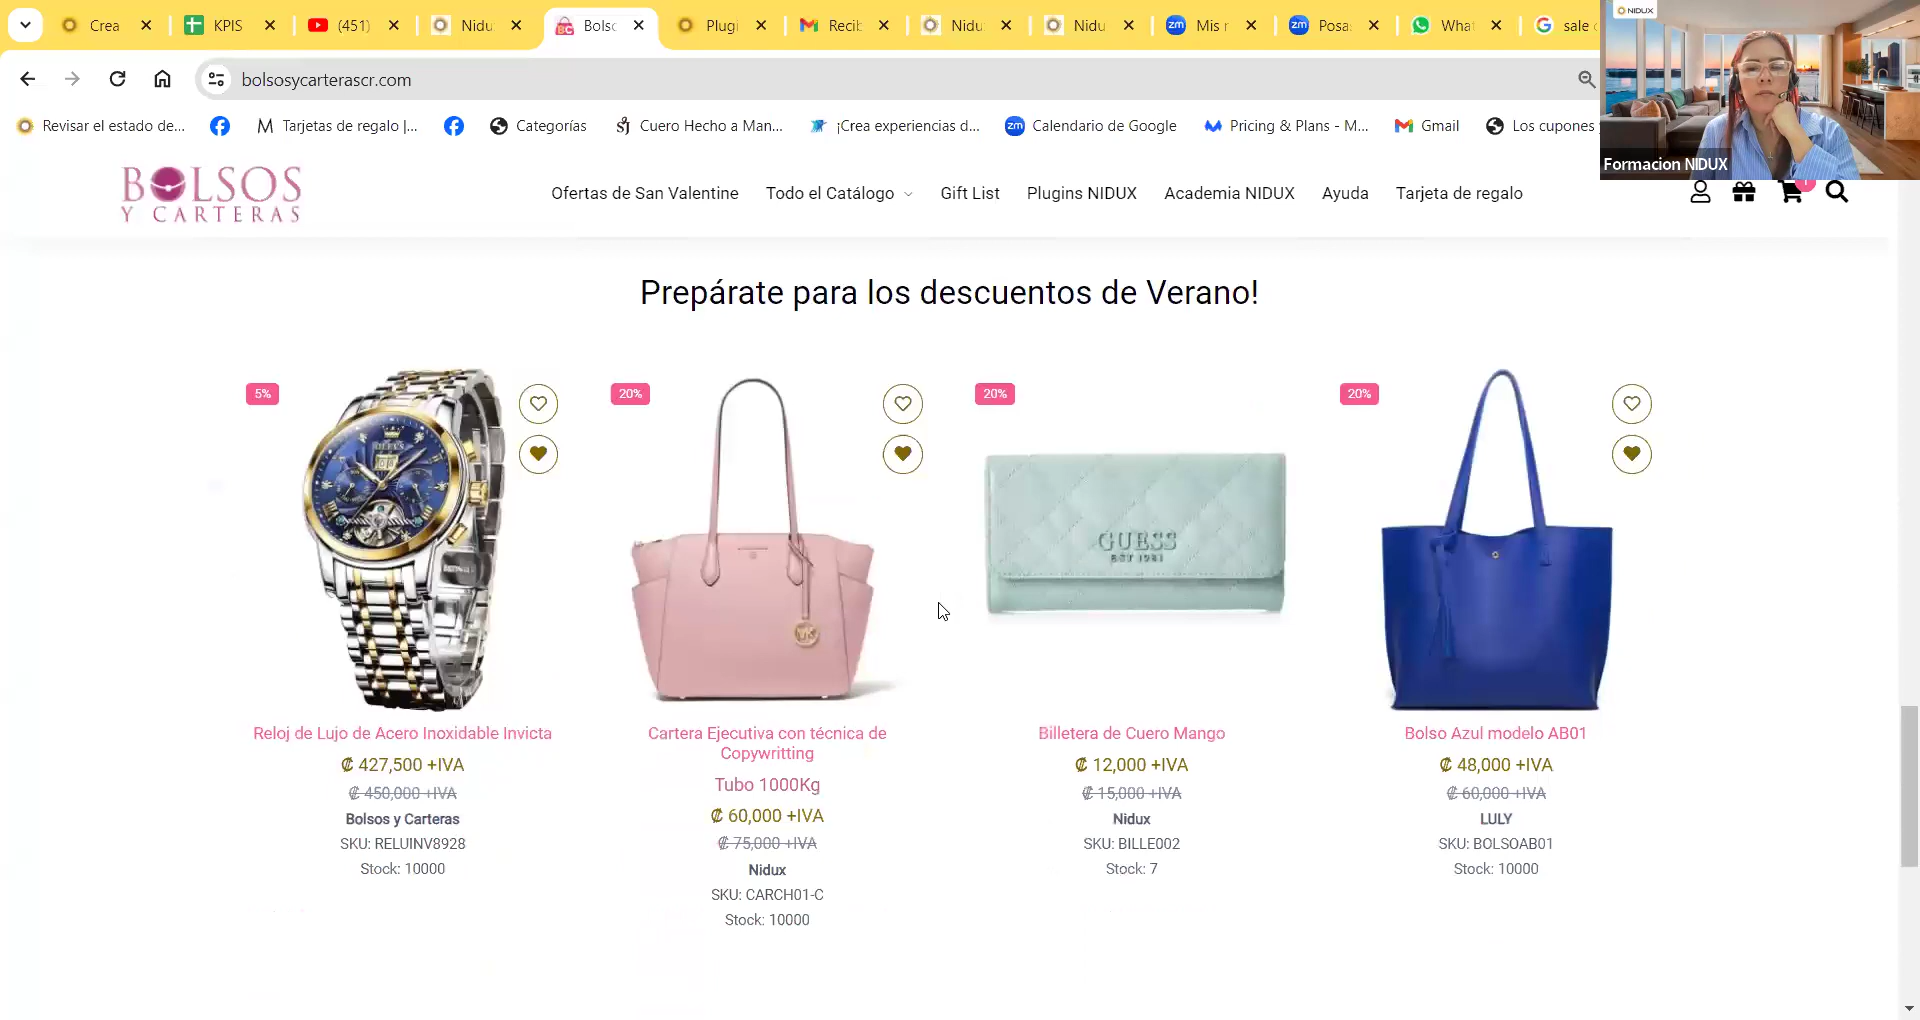 Crea
KPIS
(451)
Nidu
Bolsc
Plugi
Recib
Nidu
Nidu
Mis r
Posa
What
sale c
NIDUX
bolsosycarterascr.com
Revisar el estado de...
Tarjetas de regalo |...
Categorías
Cuero Hecho a Man...
¡Crea experiencias d...
Calendario de Google
Pricing & Plans - M...
Gmail
Los cupones
Formacion NIDUX
BOLSOS
Y CARTERAS
Ofertas de San Valentine
Todo el Catálogo
Gift List
Plugins NIDUX
Academia NIDUX
Ayuda
Tarjeta de regalo
Prepárate para los descuentos de Verano!
5%
20%
20%
20%
GUESS
EST 1981
MK
Reloj de Lujo de Acero Inoxidable Invicta
₡ 427,500 +IVA
₡ 450,000 +IVA
Bolsos y Carteras
SKU: RELUINV8928
Stock: 10000
Cartera Ejecutiva con técnica de
Copywritting
Tubo 1000Kg
₡ 60,000 +IVA
₡ 75,000 +IVA
Nidux
SKU: CARCH01-C
Stock: 10000
Billetera de Cuero Mango
₡ 12,000 +IVA
₡ 15,000 +IVA
Nidux
SKU: BILLE002
Stock: 7
Bolso Azul modelo AB01
₡ 48,000 +IVA
₡ 60,000 +IVA
LULY
SKU: BOLSOAB01
Stock: 10000